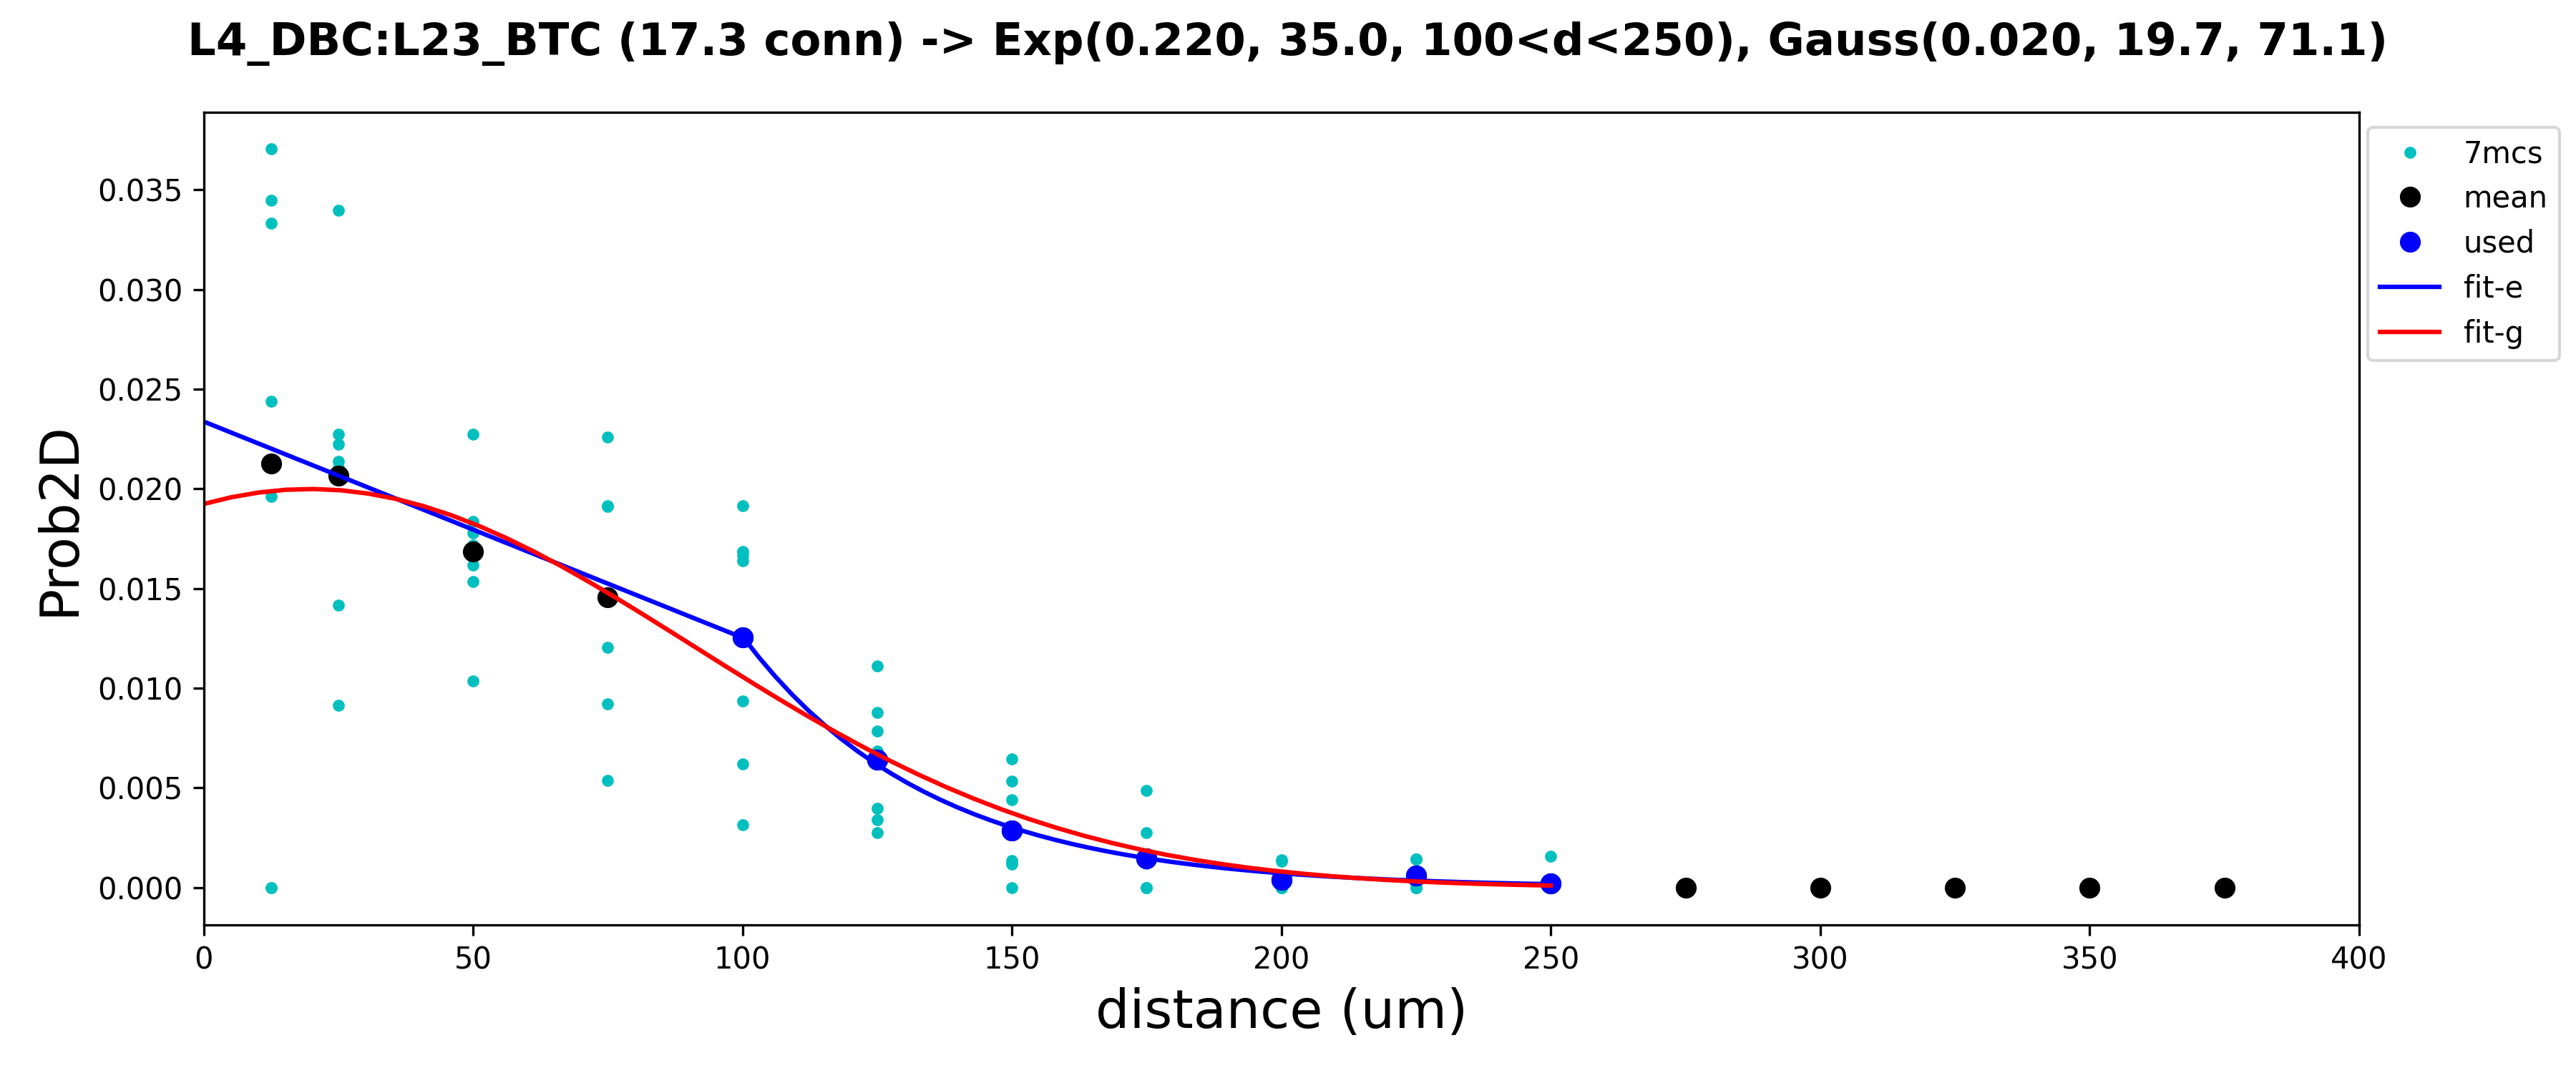 L4_DBC:L23_BTC (17.3 conn) -> Exp(0.220, 35.0, 100<d<250), Gauss(0.020, 19.7, 71.1)
7mcs
mean
used
fit-e
fit-g
Prob2D
0.035
0.030
0.025
0.020
0.015
0.010
0.005
0.000
0 50 100 150 200 250 300 350 400
distance (um)